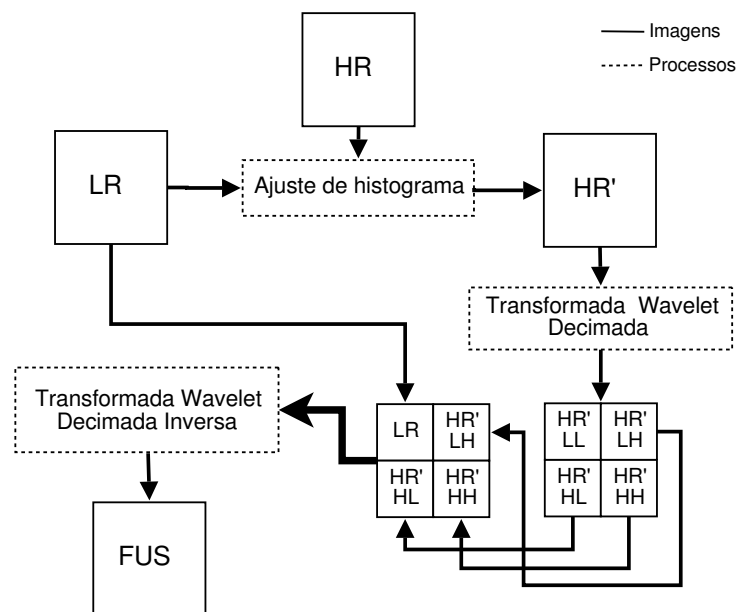 Imagens
Processos
HR
LR
Ajuste de histograma
HR'
Transformada Wavelet
Decimada
Transformada Wavelet
Decimada Inversa
LR
HR'
LH
HR'
HL
HR'
HH
HR'
LL
HR'
LH
HR'
HL
HR'
HH
FUS